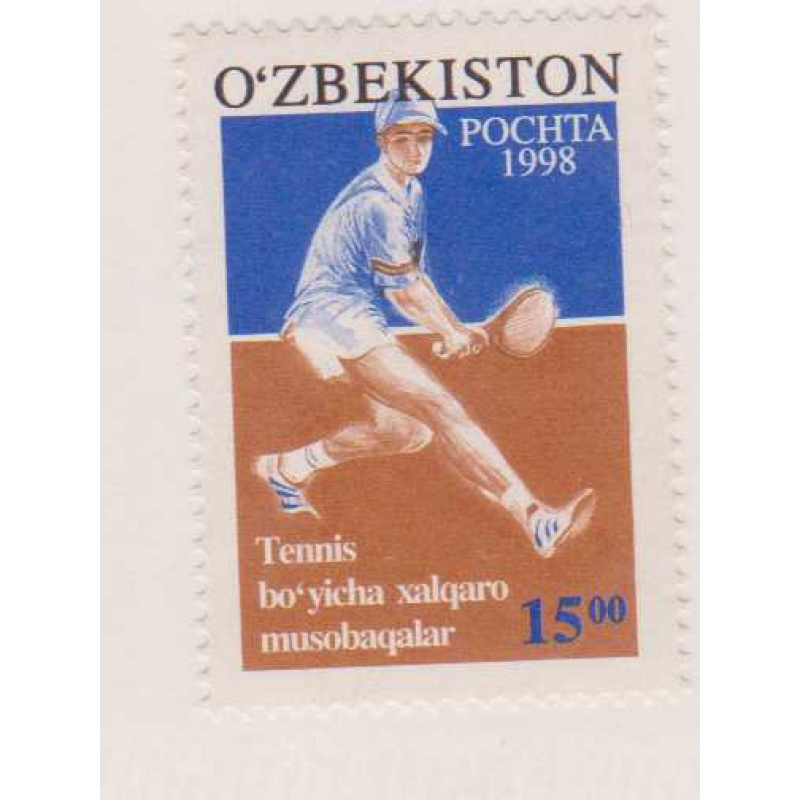 O‘ZBEKISTON
POCHTA
1998
Tennis
bo‘yicha xalqaro
musobaqalar
15 00